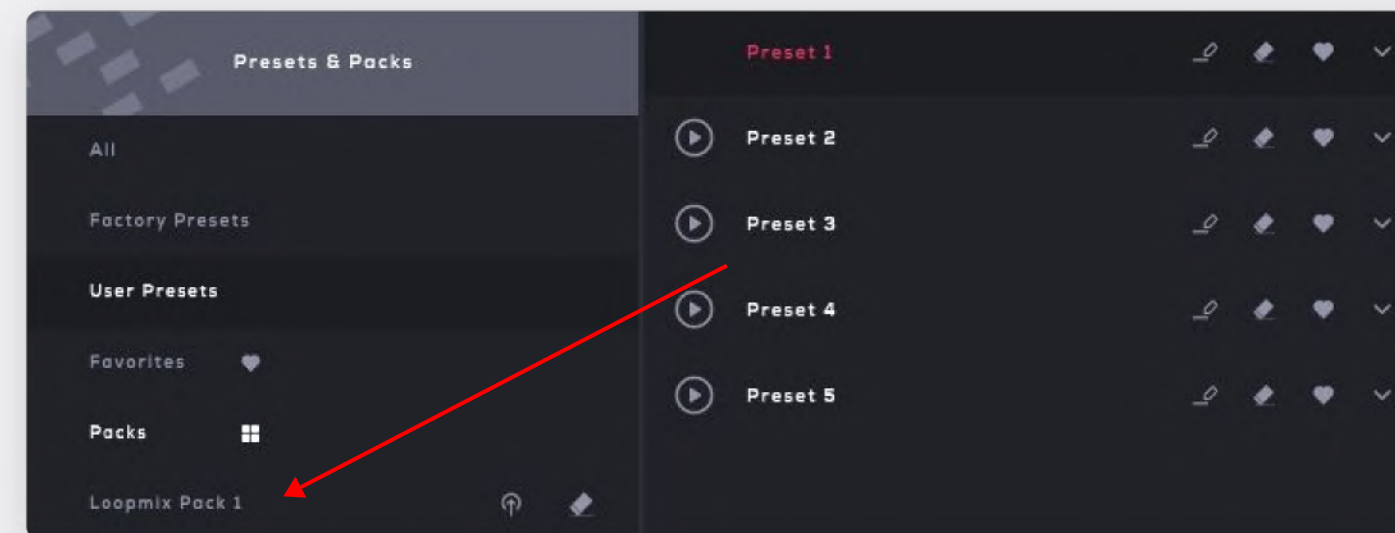 Presets & Packs
All
Factory Presets
User Presets
Favorites
Packs
Loopmix Pack 1
Preset 1
Preset 2
Preset 3
Preset 4
Preset 5